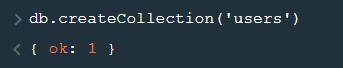 > db.createCollection('users')
< { ok: 1 }